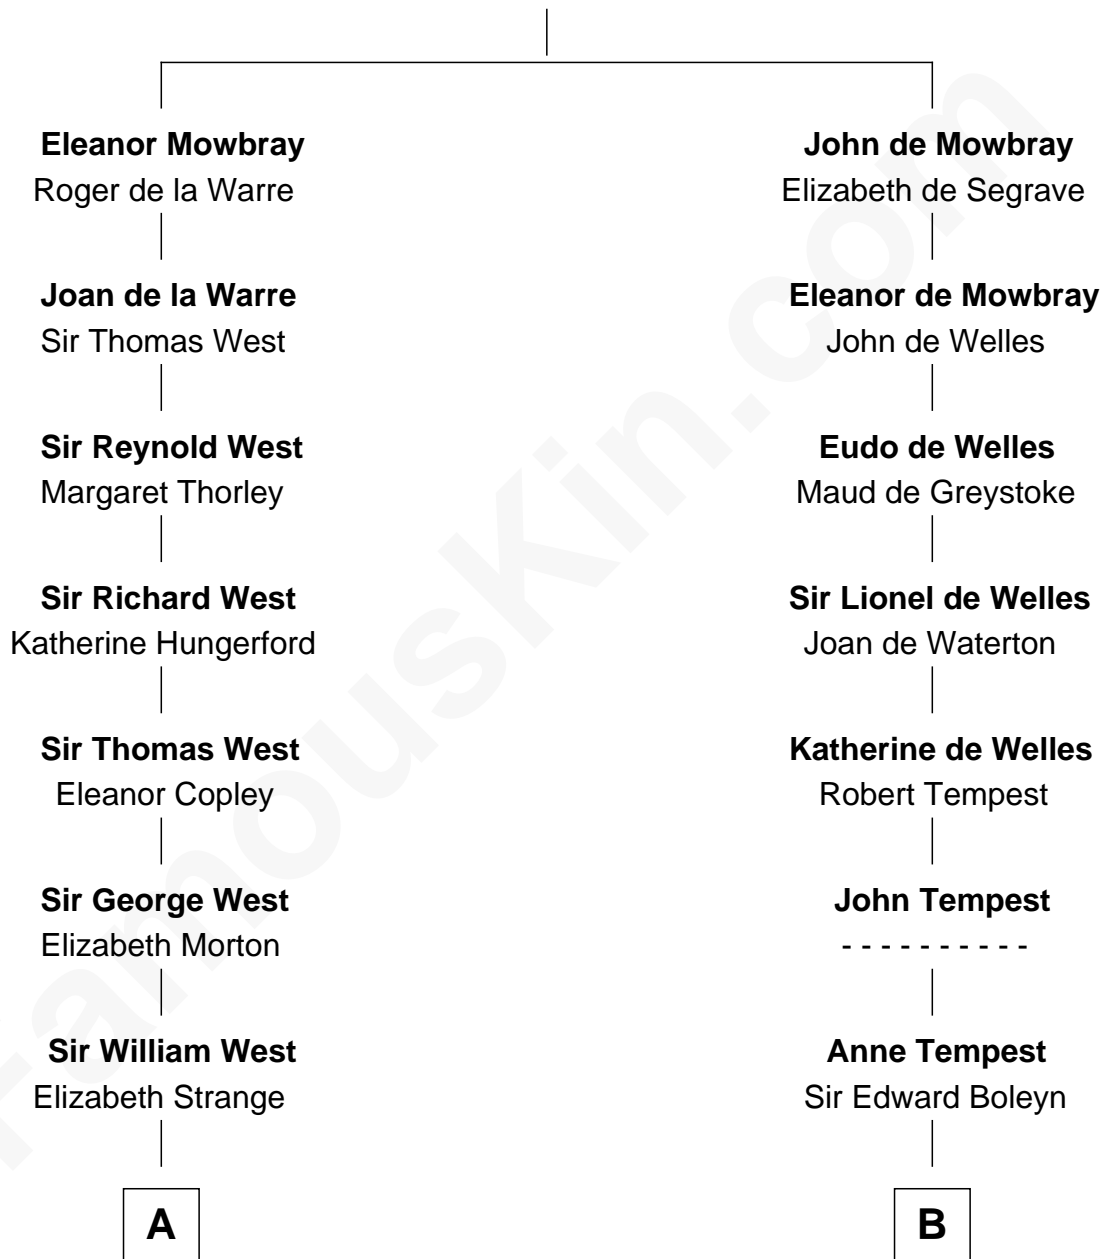 Eleanor Mowbray
Roger de la Warre
John de Mowbray
Elizabeth de Segrave
Joan de la Warre
Sir Thomas West
Eleanor de Mowbray
John de Welles
Sir Reynold West
Margaret Thorley
Eudo de Welles
Maud de Greystoke
Sir Richard West
Katherine Hungerford
Sir Lionel de Welles
Joan de Waterton
Sir Thomas West
Eleanor Copley
Katherine de Welles
Robert Tempest
Sir George West
Elizabeth Morton
John Tempest
- - - - - - - - - -
Sir William West
Elizabeth Strange
Anne Tempest
Sir Edward Boleyn
A
B
FamousKin.com